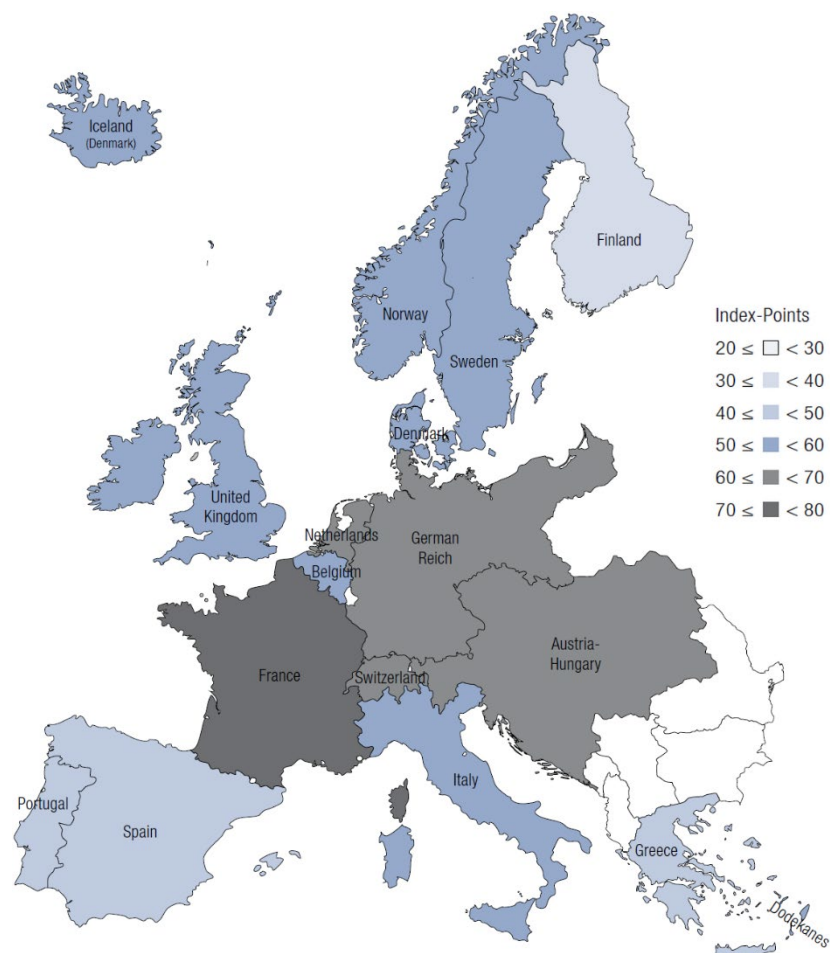 Iceland
(Denmark)
Finland
Norway
Sweden
Index-Points
20 ≤ < 30
30 ≤ < 40
40 ≤ < 50
50 ≤ < 60
60 ≤ < 70
70 ≤ < 80
Denmark
United
Kingdom
Netherlands
German
Reich
Belgium
Austria-
Hungary
France
Switzerland
Italy
Portugal
Spain
Greece
Dodekanes